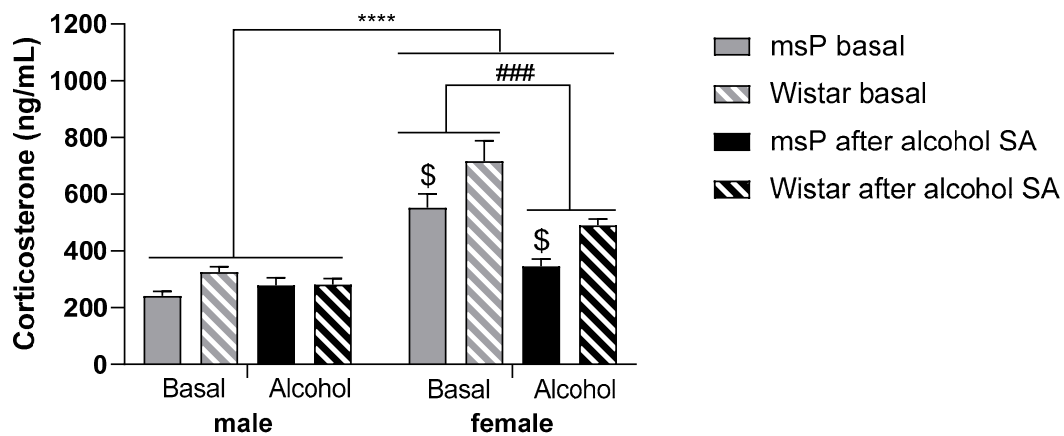 Corticosterone (ng/mL)
1200
1000
800
600
400
200
0
****
###
$
$
Basal
Alcohol
Basal
Alcohol
male
female
msP basal
Wistar basal
msP after alcohol SA
Wistar after alcohol SA